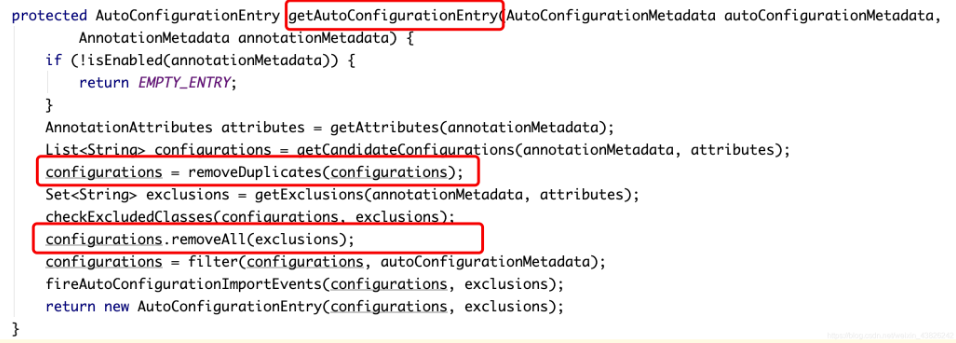 protected AutoConfigurationEntry getAutoConfigurationEntry(AutoConfigurationMetadata autoConfigurationMetadata,
AnnotationMetadata annotationMetadata) {
if (!isEnabled(annotationMetadata)) {
return EMPTY_ENTRY;
}
AnnotationAttributes attributes = getAttributes(annotationMetadata);
List<String> configurations = getCandidateConfigurations(annotationMetadata, attributes);
configurations = removeDuplicates(configurations);
Set<String> exclusions = getExclusions(annotationMetadata, attributes);
checkExcludedClasses(configurations, exclusions);
configurations.removeAll(exclusions);
configurations = filter(configurations, autoConfigurationMetadata);
fireAutoConfigurationImportEvents(configurations, exclusions);
return new AutoConfigurationEntry(configurations, exclusions);
}